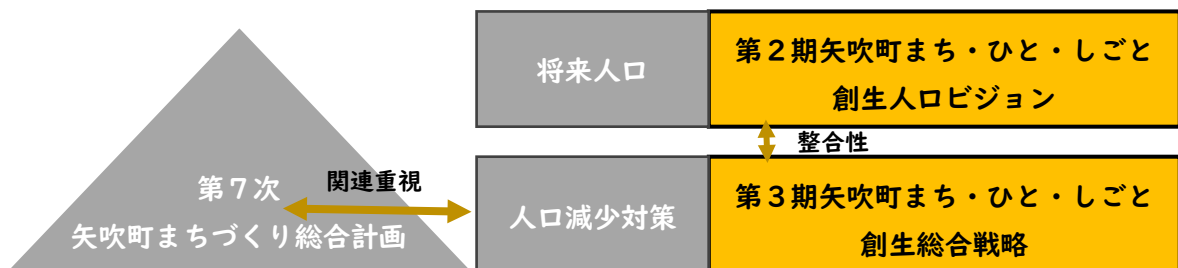 将来人口
第２期矢吹町まち・ひと・しごと
創生人口ビジョン
整合性
第７次
矢吹町まちづくり総合計画
関連重視
人口減少対策
第３期矢吹町まち・ひと・しごと
創生総合戦略